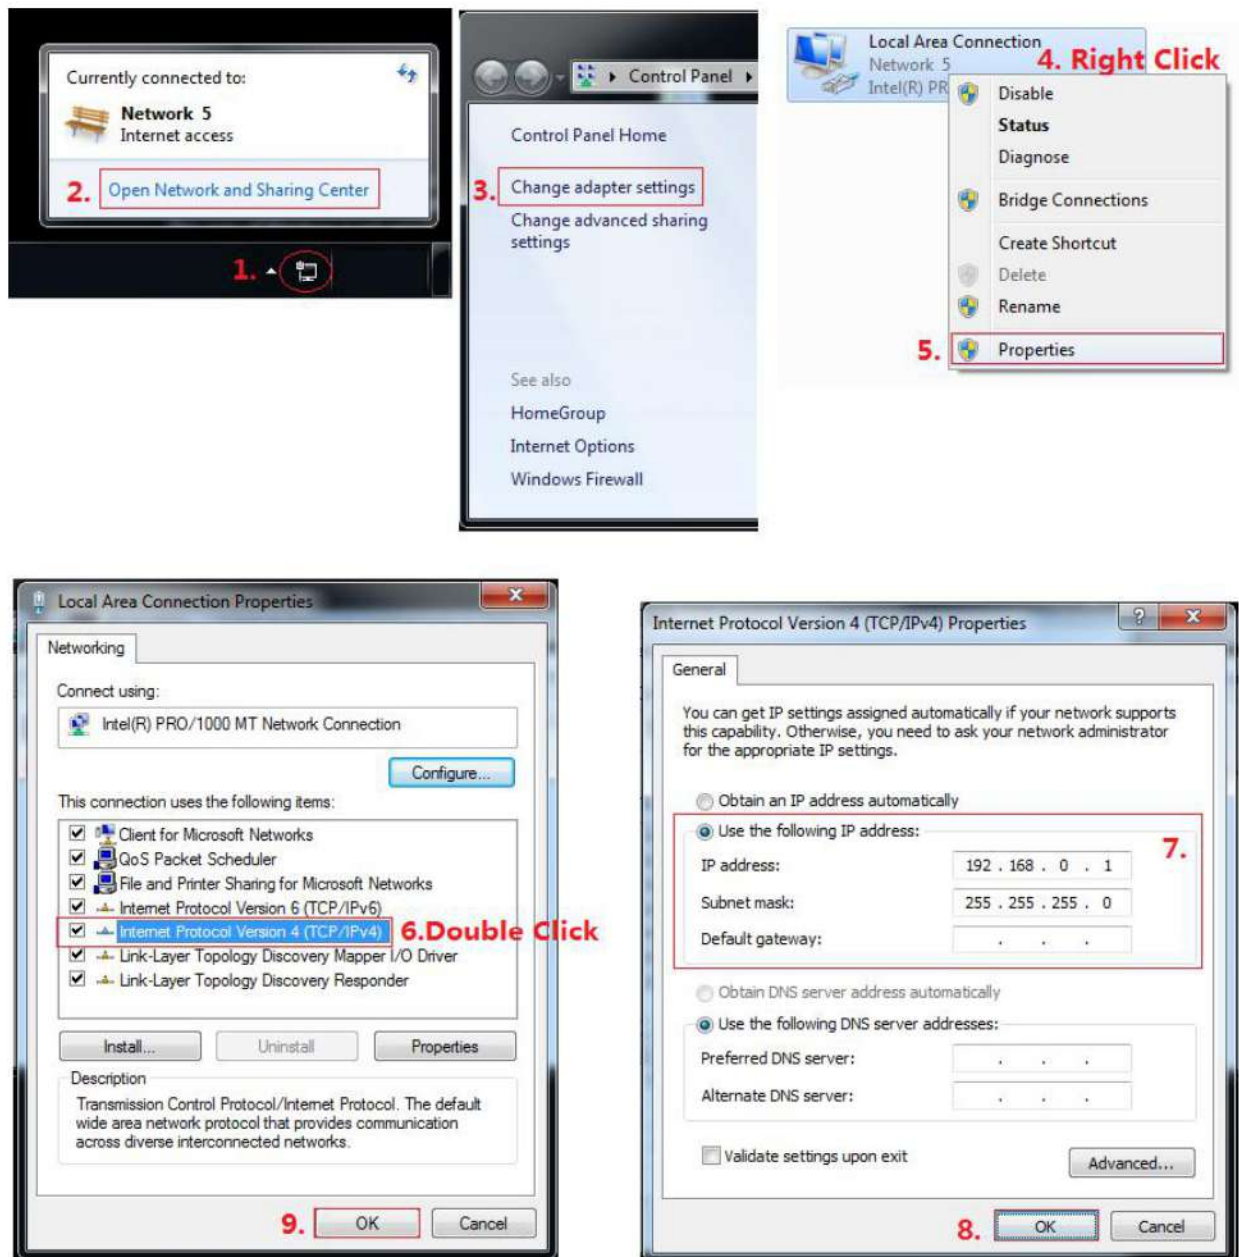 Currently connected to:
Network 5
Internet access
2. Open Network and Sharing Center
1.
Control Panel
Control Panel Home
3. Change adapter settings
Change advanced sharing
settings
See also
HomeGroup
Internet Options
Windows Firewall
Local Area Connection
Network 5
4. Right Click
Intel(R) PR
Disable
Status
Diagnose
Bridge Connections
Create Shortcut
Delete
Rename
5. Properties
Local Area Connection Properties
Networking
Connect using:
Intel(R) PRO/1000 MT Network Connection
Configure...
This connection uses the following items:
Client for Microsoft Networks
QoS Packet Scheduler
File and Printer Sharing for Microsoft Networks
Internet Protocol Version 6 (TCP/IPv6)
Internet Protocol Version 4 (TCP/IPv4) 6.Double Click
Link-Layer Topology Discovery Mapper I/O Driver
Link-Layer Topology Discovery Responder
Install... Uninstall Properties
Description
Transmission Control Protocol/Internet Protocol. The default
wide area network protocol that provides communication
across diverse interconnected networks.
9. OK Cancel
Internet Protocol Version 4 (TCP/IPv4) Properties
General
You can get IP settings assigned automatically if your network supports
this capability. Otherwise, you need to ask your network administrator
for the appropriate IP settings.
Obtain an IP address automatically
Use the following IP address:
7.
IP address: 192 . 168 . 0 . 1
Subnet mask: 255 . 255 . 255 . 0
Default gateway: . . .
Obtain DNS server address automatically
Use the following DNS server addresses:
Preferred DNS server: . . .
Alternate DNS server: . . .
Validate settings upon exit
Advanced...
8. OK Cancel